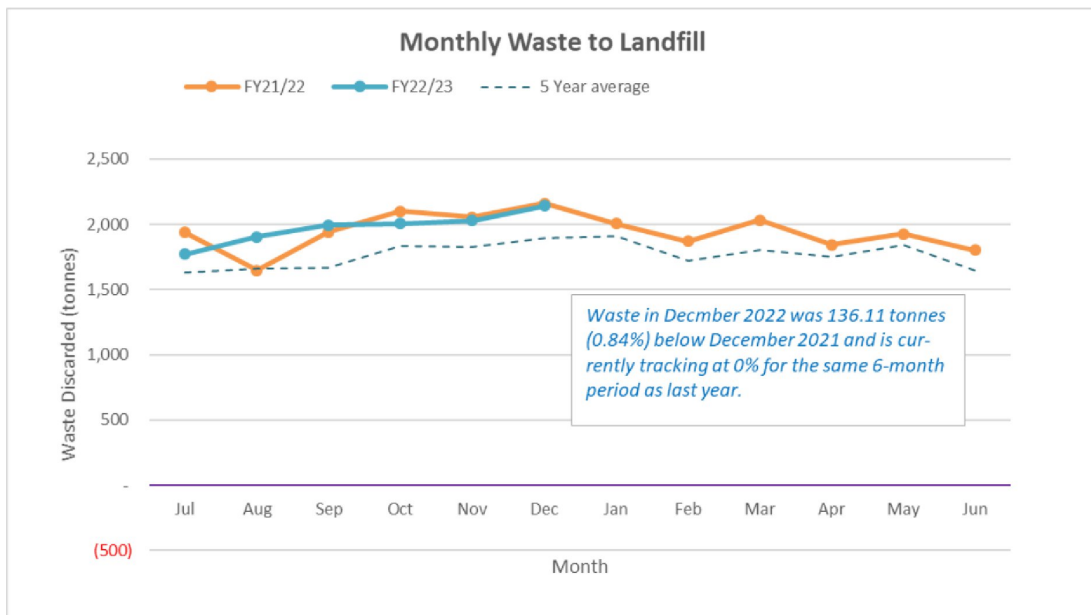 Monthly Waste to Landfill
FY21/22 FY22/23 5 Year average
Waste Discarded (tonnes)
2,500
2,000
1,500
1,000
500
-
(500)
Waste in Decmber 2022 was 136.11 tonnes
(0.84%) below December 2021 and is cur-
rently tracking at 0% for the same 6-month
period as last year.
Jul Aug Sep Oct Nov Dec Jan Feb Mar Apr May Jun
Month